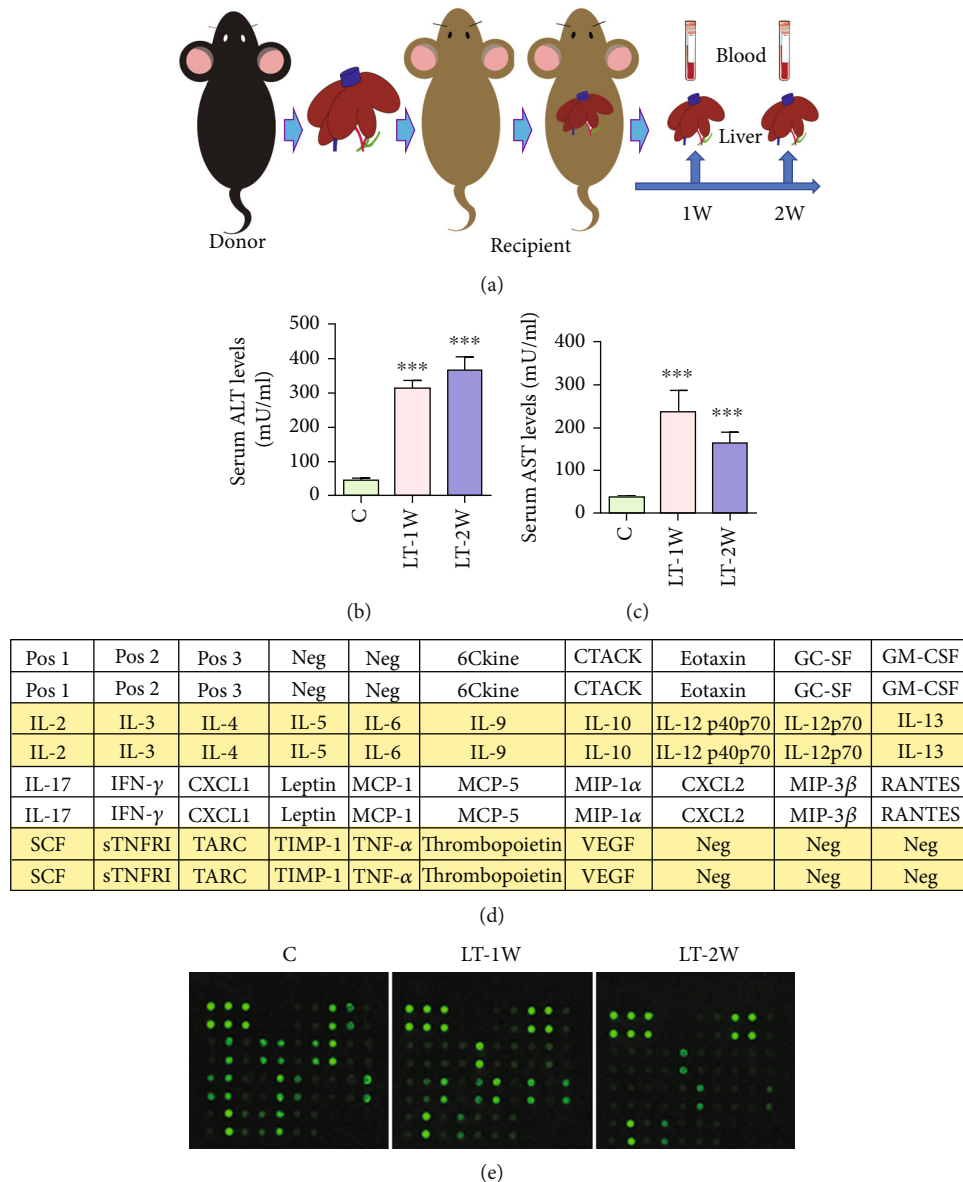 Blood
Liver
1W 2W
Donor Recipient
(a)
Serum ALT levels
(mU/ml)
500
400
300
200
100
0
***
***
C
LT-1W
LT-2W
(b)
Serum AST levels (mU/ml)
400
300
200
100
0
***
***
C
LT-1W
LT-2W
(c)
Pos 1 Pos 2 Pos 3 Neg Neg 6Ckine CTACK Eotaxin GC-SF GM-CSF
Pos 1 Pos 2 Pos 3 Neg Neg 6Ckine CTACK Eotaxin GC-SF GM-CSF
IL-2 IL-3 IL-4 IL-5 IL-6 IL-9 IL-10 IL-12 p40p70 IL-12p70 IL-13
IL-2 IL-3 IL-4 IL-5 IL-6 IL-9 IL-10 IL-12 p40p70 IL-12p70 IL-13
IL-17 IFN-γ CXCL1 Leptin MCP-1 MCP-5 MIP-1α CXCL2 MIP-3β RANTES
IL-17 IFN-γ CXCL1 Leptin MCP-1 MCP-5 MIP-1α CXCL2 MIP-3β RANTES
SCF sTNFRI TARC TIMP-1 TNF-α Thrombopoietin VEGF Neg Neg Neg
SCF sTNFRI TARC TIMP-1 TNF-α Thrombopoietin VEGF Neg Neg Neg
(d)
C LT-1W LT-2W
(e)